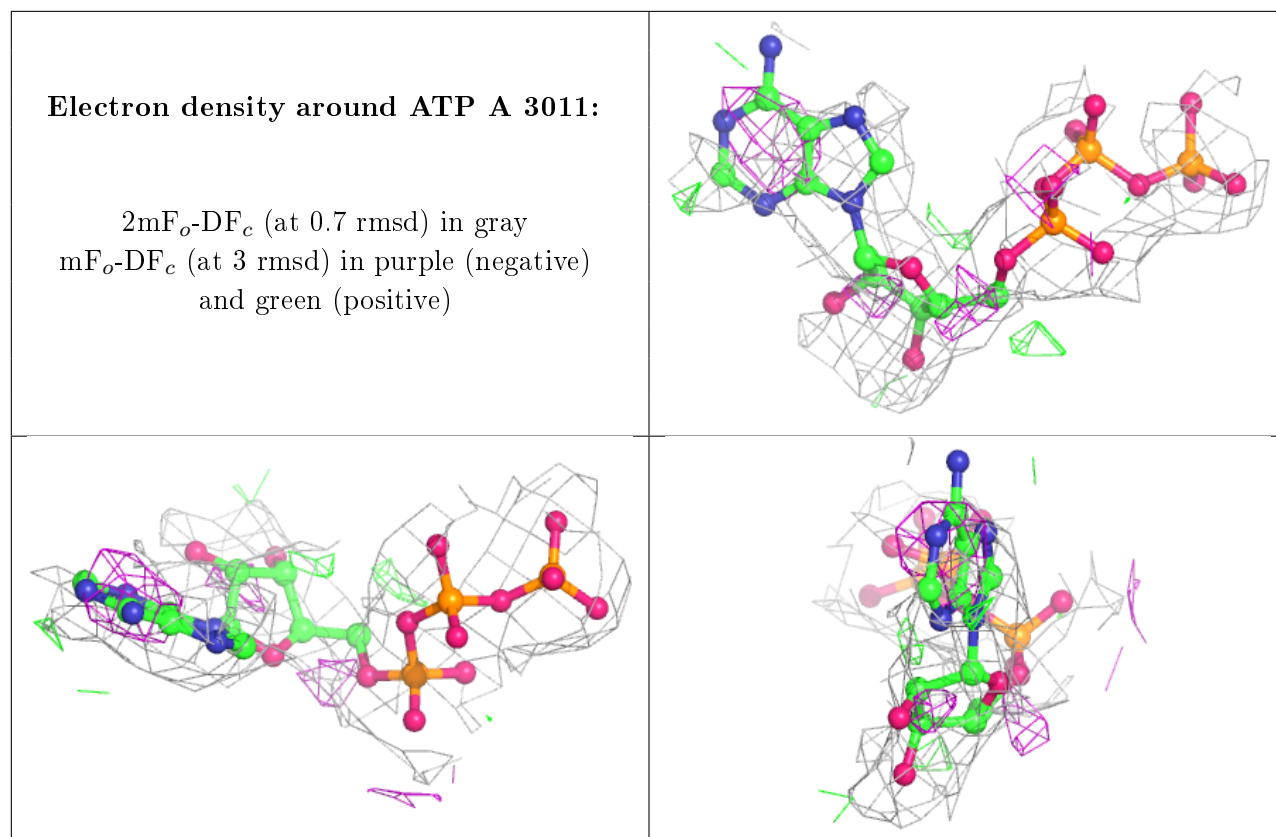 Electron density around ATP A 3011:
2mFo-DFc (at 0.7 rmsd) in gray
mFo-DFc (at 3 rmsd) in purple (negative)
and green (positive)